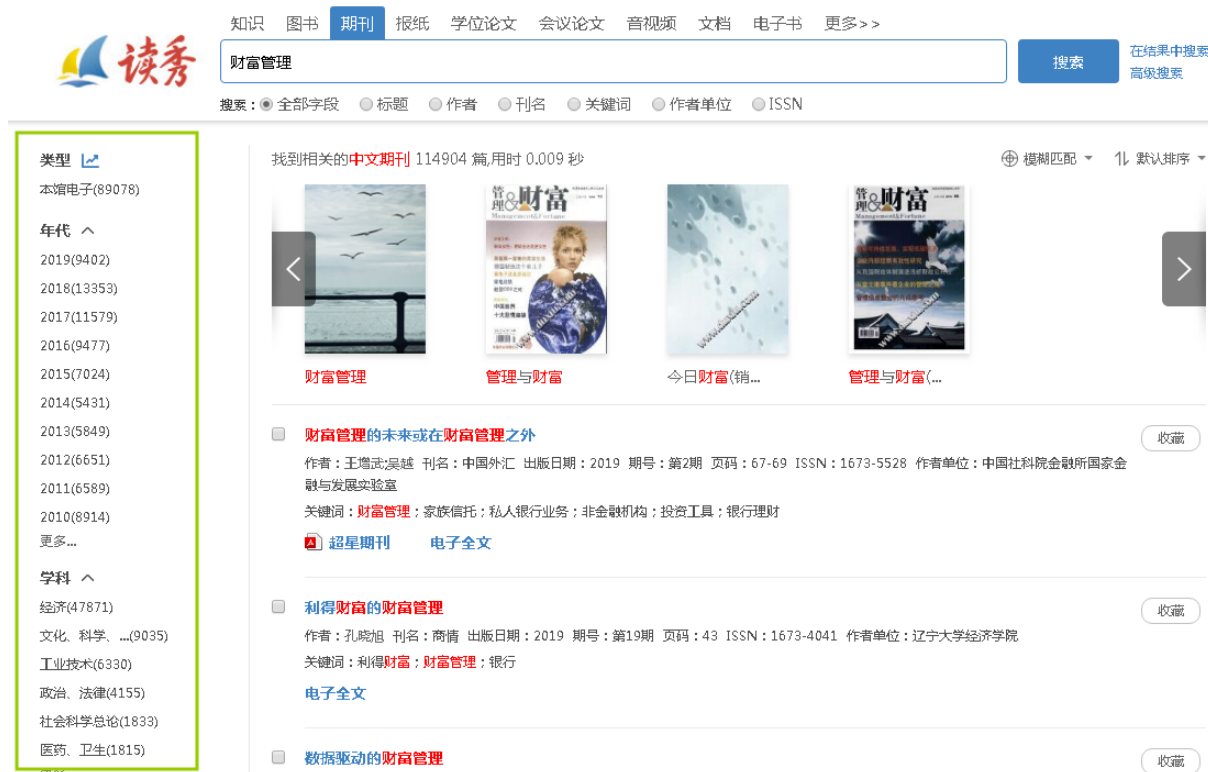 知识 图书 期刊 报纸 学位论文 会议论文 音视频 文档 电子书 更多>>
读秀
财富管理
搜索
在结果中搜索
高级搜索
搜索：全部字段 标题 作者 刊名 关键词 作者单位 ISSN
类型
本馆电子(89078)
年代
2019(9402)
2018(13353)
2017(11579)
2016(9477)
2015(7024)
2014(5431)
2013(5849)
2012(6651)
2011(6589)
2010(8914)
更多...
学科
经济(47871)
文化、科学、...(9035)
工业技术(6330)
政治、法律(4155)
社会科学总论(1833)
医药、卫生(1815)
找到相关的中文期刊 114904 篇,用时 0.009 秒
模糊匹配
默认排序
管理&财富
Management&Fortune
管理&财富
财富管理
管理与财富
今日财富(销...
管理与财富(...
财富管理的未来或在财富管理之外
收藏
作者：王增武;吴越 刊名：中国外汇 出版日期：2019 期号：第2期 页码：67-69 ISSN：1673-5528 作者单位：中国社科院金融所国家金
融与发展实验室
关键词：财富管理；家族信托；私人银行业务；非金融机构；投资工具；银行理财
超星期刊 电子全文
利得财富的财富管理
收藏
作者：孔晓旭 刊名：商情 出版日期：2019 期号：第19期 页码：43 ISSN：1673-4041 作者单位：辽宁大学经济学院
关键词：利得财富；财富管理；银行
电子全文
数据驱动的财富管理
收藏